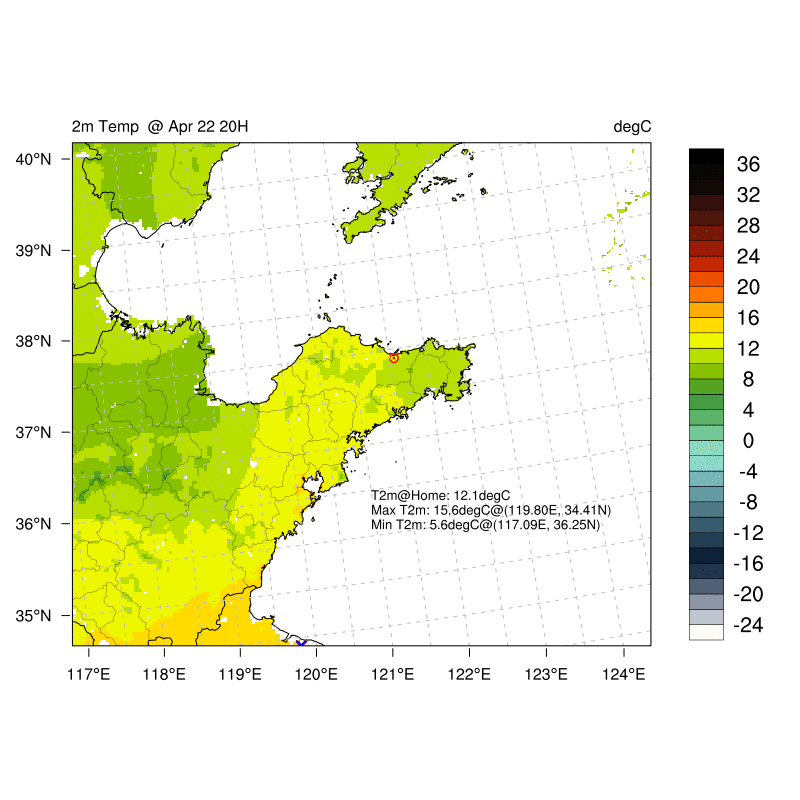 2m Temp @ Apr 22 20H degC
40°N
39°N
38°N
37°N
36°N
35°N
117°E 118°E 119°E 120°E 121°E 122°E 123°E 124°E
T2m@Home: 12.1degC
Max T2m: 15.6degC@(119.80E, 34.41N)
Min T2m: 5.6degC@(117.09E, 36.25N)
36
32
28
24
20
16
12
8
4
0
-4
-8
-12
-16
-20
-24